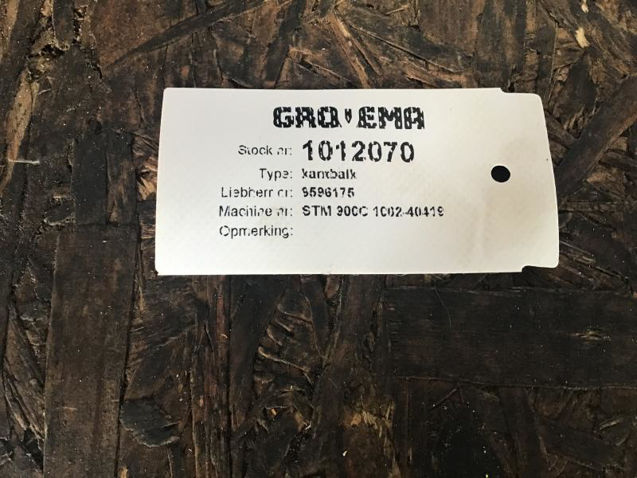 GROVEMA
Stock nr: 1012070
Type: kantbalk
Liebherr nr: 9596175
Machine nr: STM 900C 1002-40419
Opmerking: